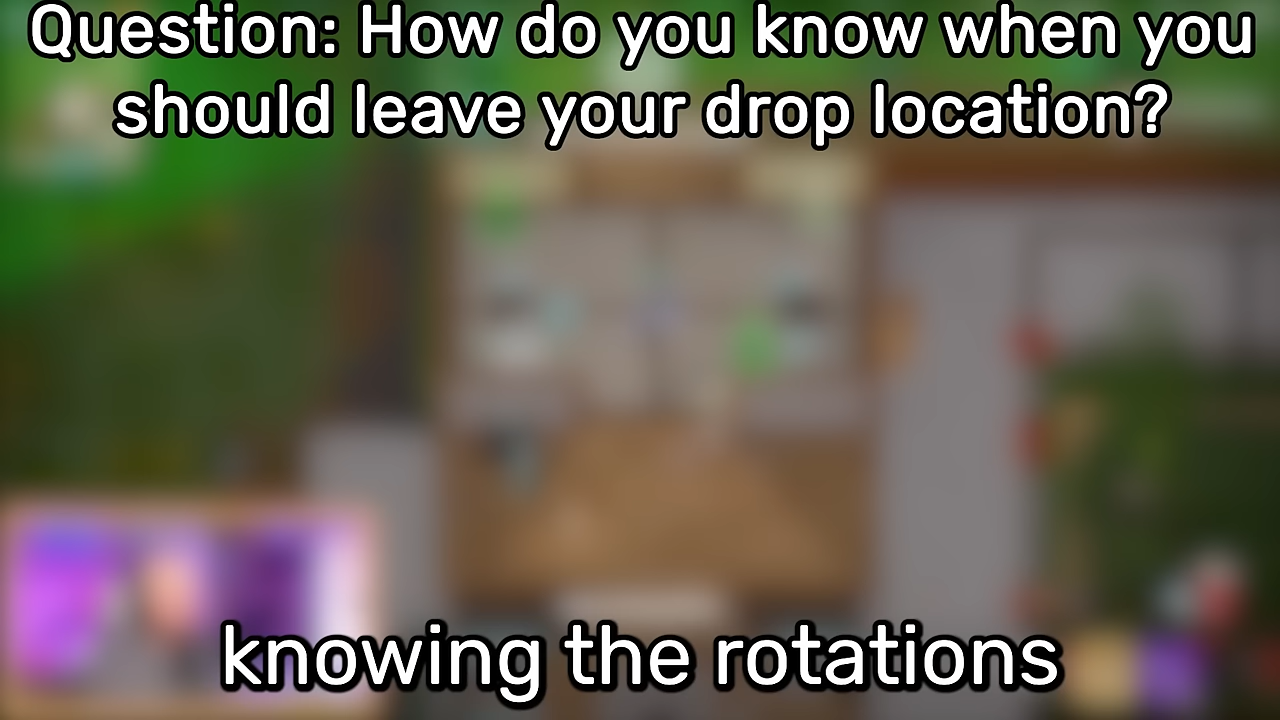 Question: How do you know when you
should leave your drop location?
knowing the rotations